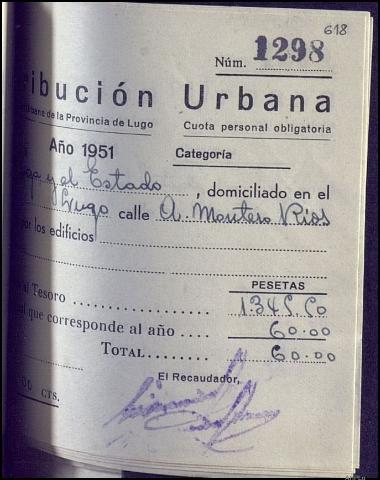 618
Núm. 1298
ibución Urbana
Urbana de la Provincia de Lugo Cuota personal obligatoria
Año 1951 Categoría
y el Estado, domiciliado en el
Lugo calle A. Montero Rios
por los edificios
PESETAS
al Tesoro
que corresponde al año 60.00
TOTAL 60.00
El Recaudador,
00 CTS.